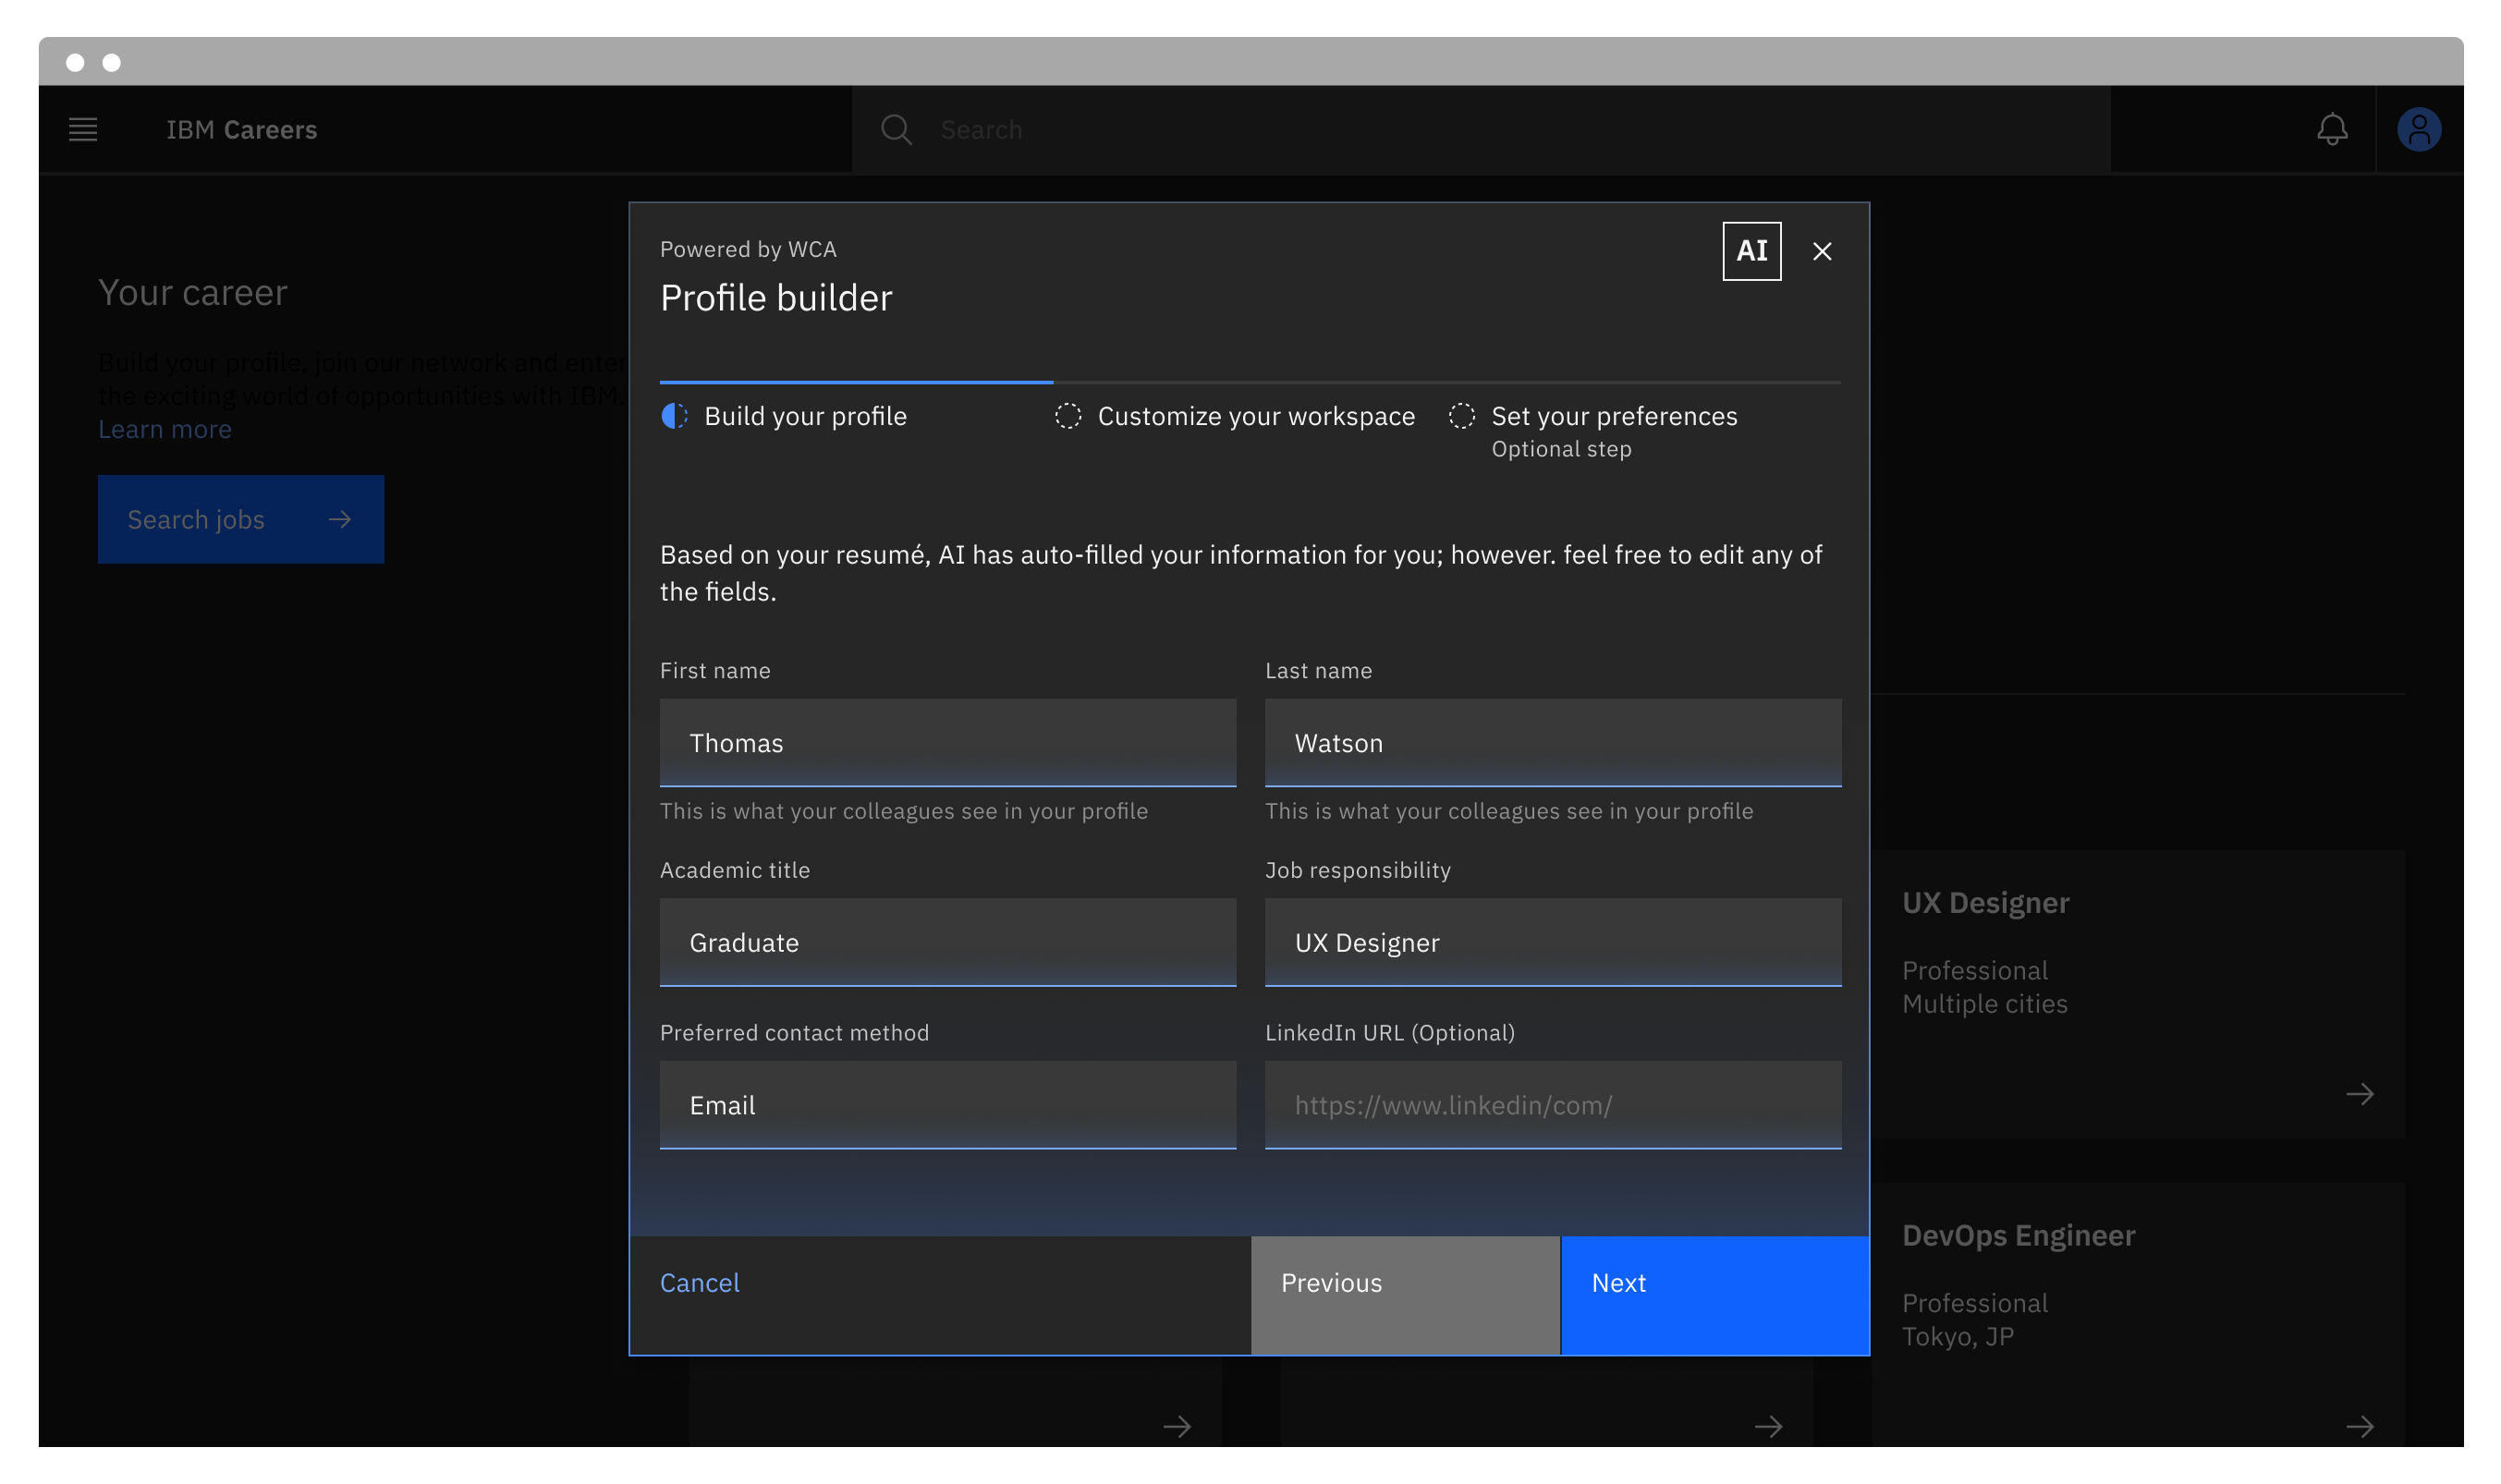 IBM Careers
Search
Your career
Build your profile, join our network and enter
the exciting world of opportunities with IBM.
Learn more
Search jobs
Powered by WCA
AI
Profile builder
Build your profile
Customize your workspace
Set your preferences
Optional step
Based on your resumé, AI has auto-filled your information for you; however. feel free to edit any of
the fields.
First name
Last name
Thomas
Watson
This is what your colleagues see in your profile
This is what your colleagues see in your profile
Academic title
Job responsibility
Graduate
UX Designer
Preferred contact method
LinkedIn URL (Optional)
Email
https://www.linkedin/com/
Cancel
Previous
Next
UX Designer
Professional
Multiple cities
DevOps Engineer
Professional
Tokyo, JP